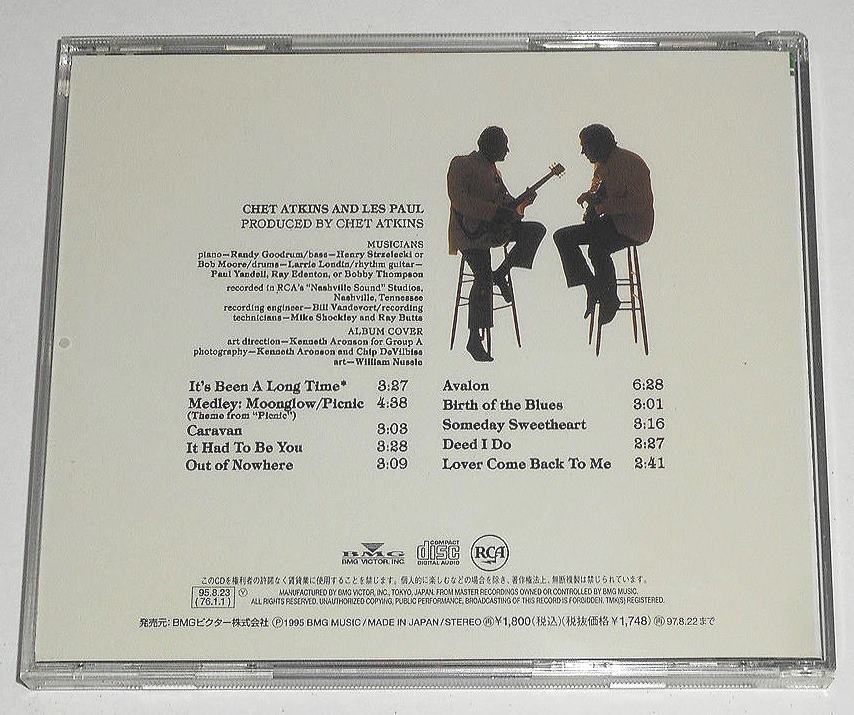 CHET ATKINS AND LES PAUL
PRODUCED BY CHET ATKINS
MUSICIANS
piano—Randy Goodrum/bass—Henry Strzelecki or
Bob Moore/drums—Larrie Londin/rhythm guitar—
Paul Yandell, Ray Edenton, or Bobby Thompson
recorded in RCA's "Nashville Sound" Studios,
Nashville, Tennessee
recording engineer—Bill Vandevort/recording
technicians—Mike Shockley and Ray Butts
ALBUM COVER
art direction—Kenneth Aronson for Group A
photography—Kenneth Aronson and Chip DeVilbiss
art—William Nussle
It's Been A Long Time* 3:27
Medley: Moonglow/Picnic 4:38
(Theme from "Picnic")
Caravan 3:03
It Had To Be You 3:28
Out of Nowhere 3:09
Avalon 6:28
Birth of the Blues 3:01
Someday Sweetheart 3:16
Deed I Do 2:27
Lover Come Back To Me 2:41
BMG
BMG VICTOR, INC.
COMPACT
disc
DIGITAL AUDIO
RCA
このCDを権利者の許諾なく賃貸業に使用することを禁じます。個人的に楽しむなどの場合を除き、著作権法上、無断複製は禁じられています。
95.8.23 Ⓥ
('76.1.1)
MANUFACTURED BY BMG VICTOR, INC., TOKYO, JAPAN. FROM MASTER RECORDINGS OWNED OR CONTROLLED BY BMG MUSIC.
ALL RIGHTS RESERVED. UNAUTHORIZED COPYING, PUBLIC PERFORMANCE, BROADCASTING OF THIS RECORD IS FORBIDDEN. TMK(S) REGISTERED.
発売元: BMGビクター株式会社 Ⓟ1995 BMG MUSIC / MADE IN JAPAN / STEREO ㊢¥1,800(税込)(税抜価格¥1,748) ㊢97.8.22まで